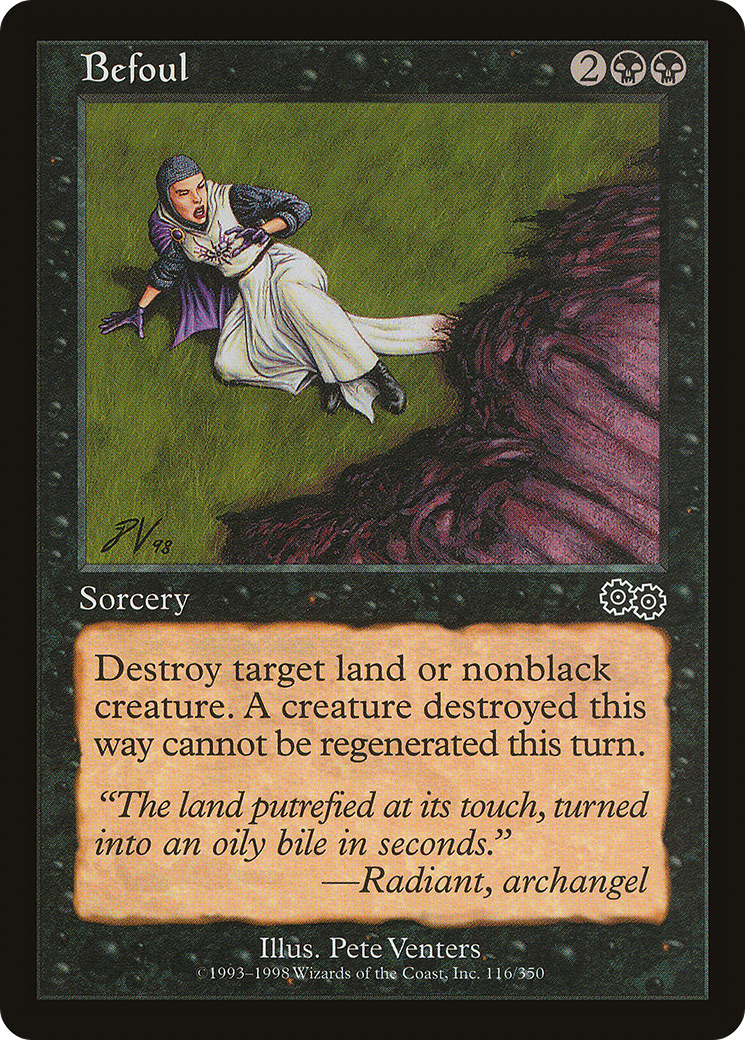 Befoul 2
PV 98
Sorcery
Destroy target land or nonblack
creature. A creature destroyed this
way cannot be regenerated this turn.
“The land putrefied at its touch, turned
into an oily bile in seconds.”
—Radiant, archangel
Illus. Pete Venters
©1993–1998 Wizards of the Coast, Inc. 116/350